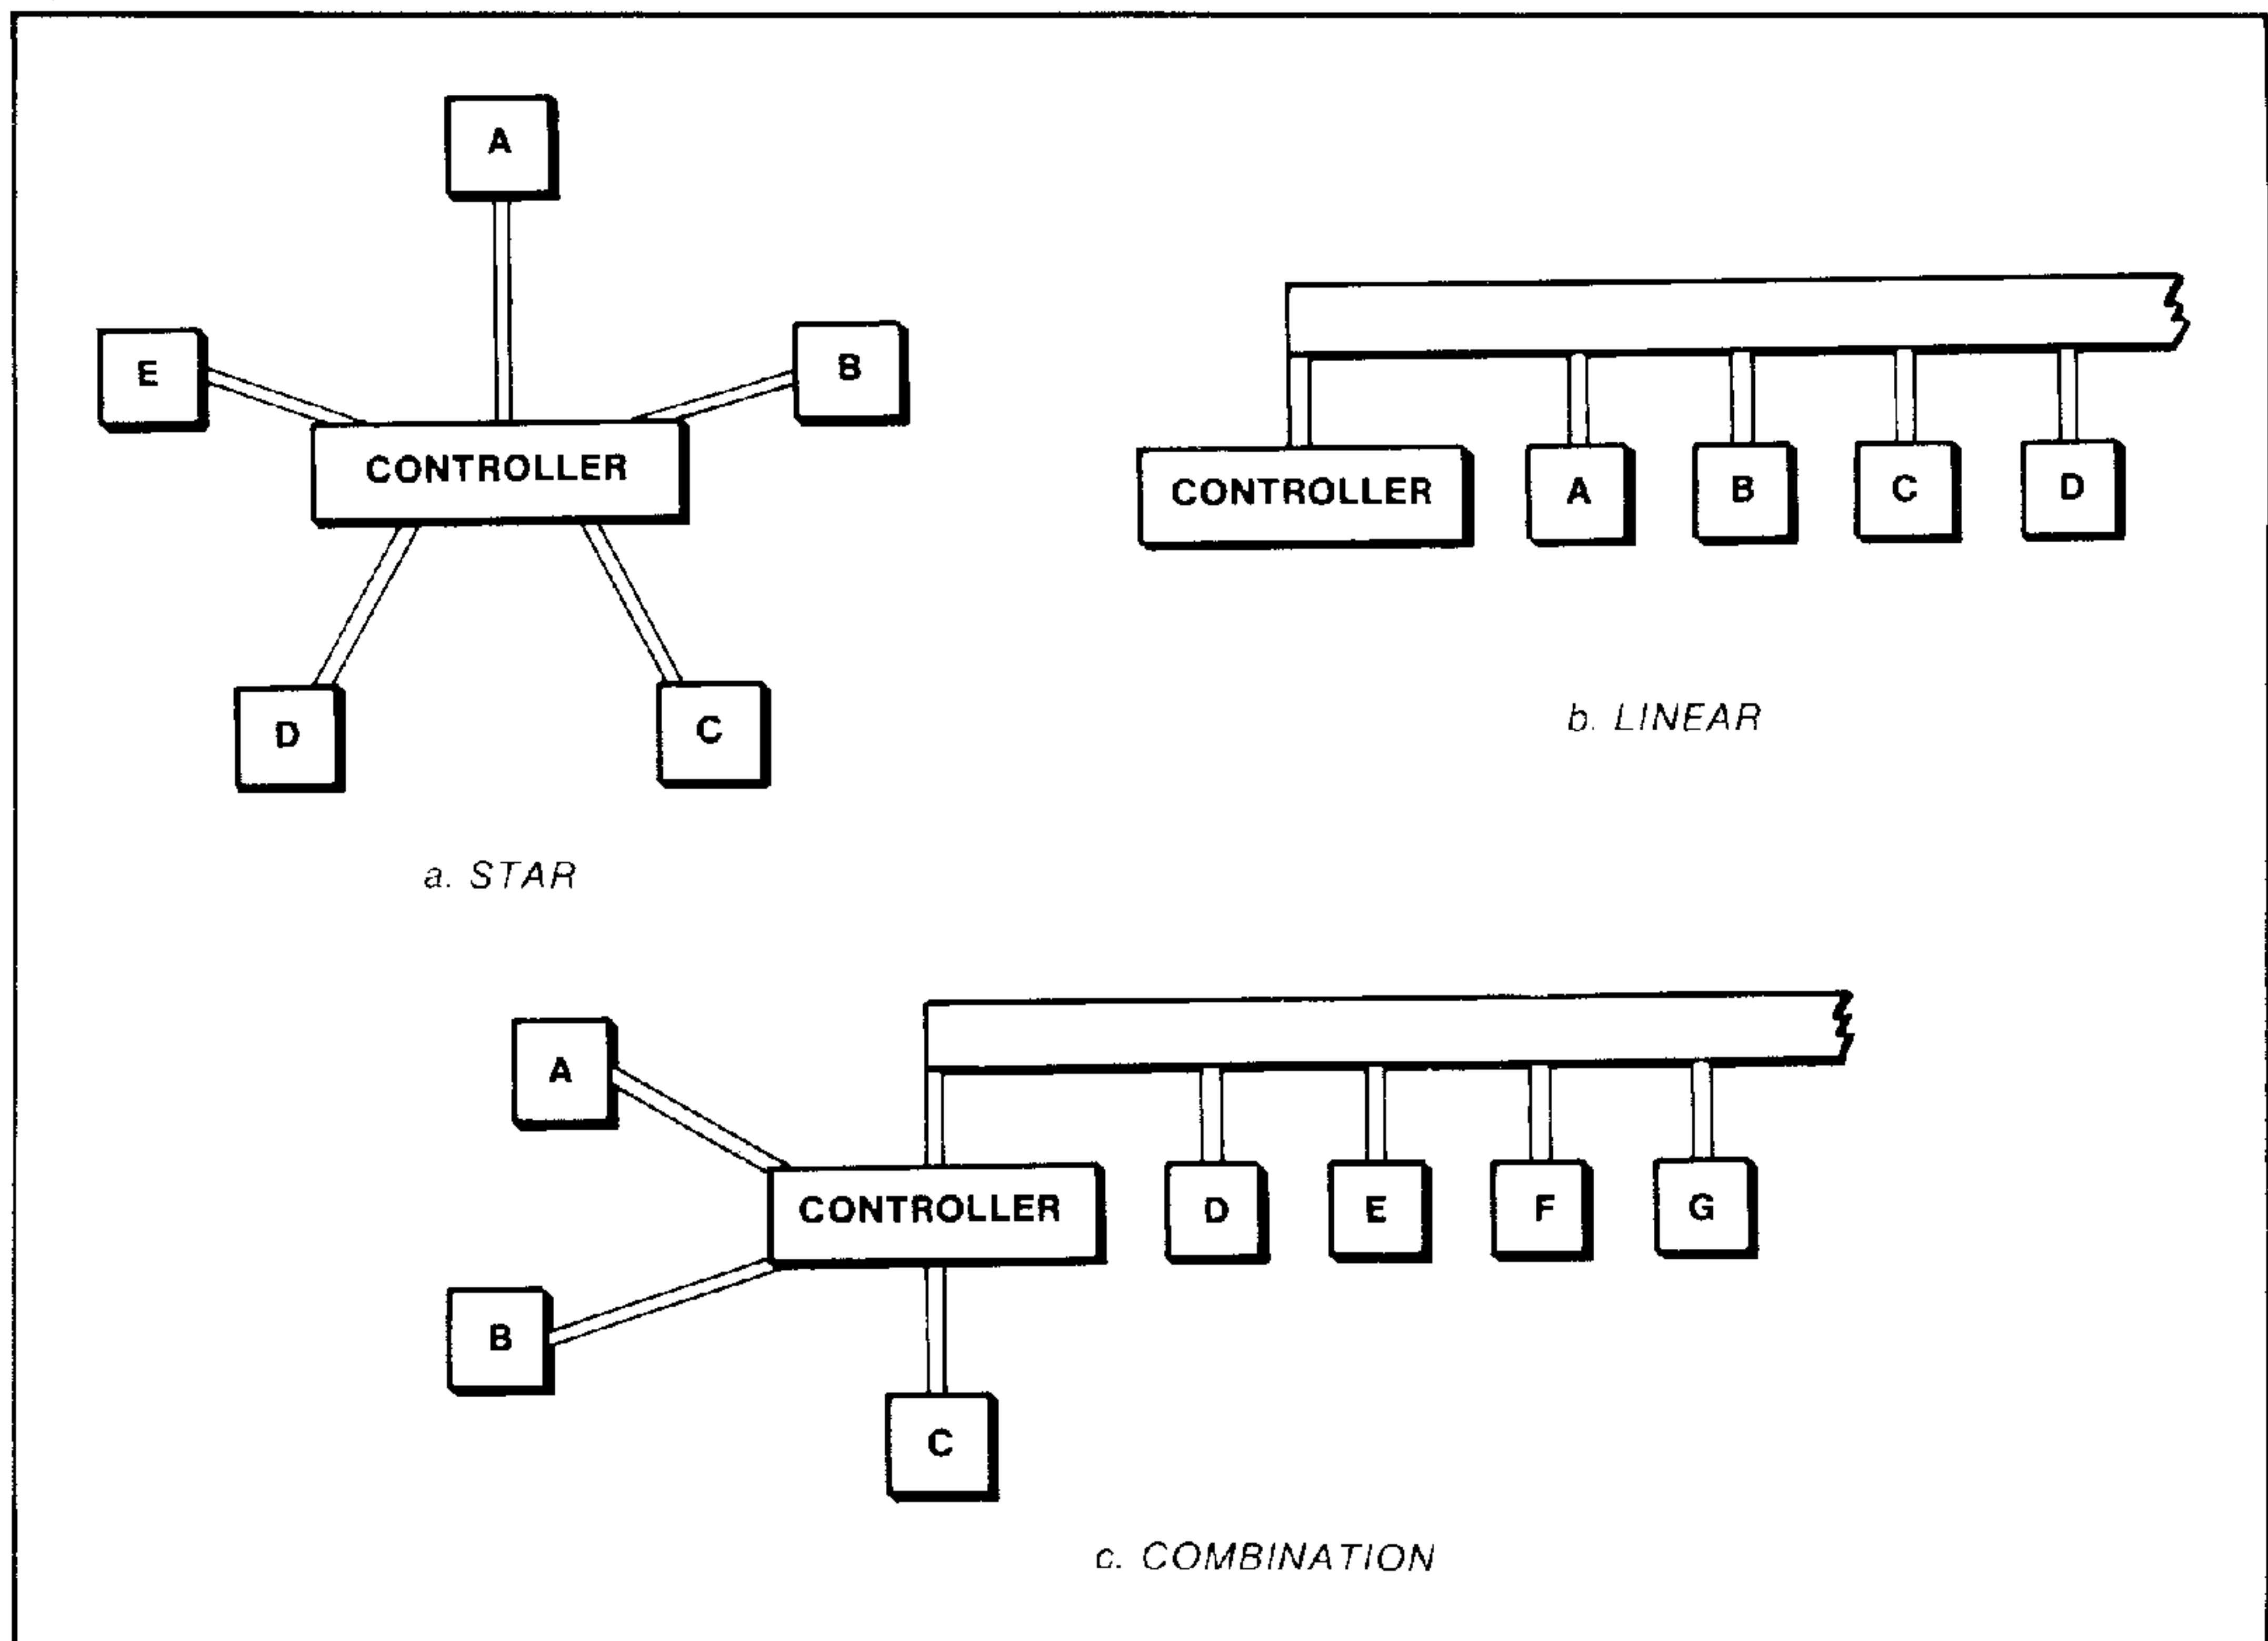 A
E
B
CONTROLLER
D
C
a. STAR
CONTROLLER
A
B
C
D
b. LINEAR
A
CONTROLLER
D
E
F
G
B
C
c. COMBINATION